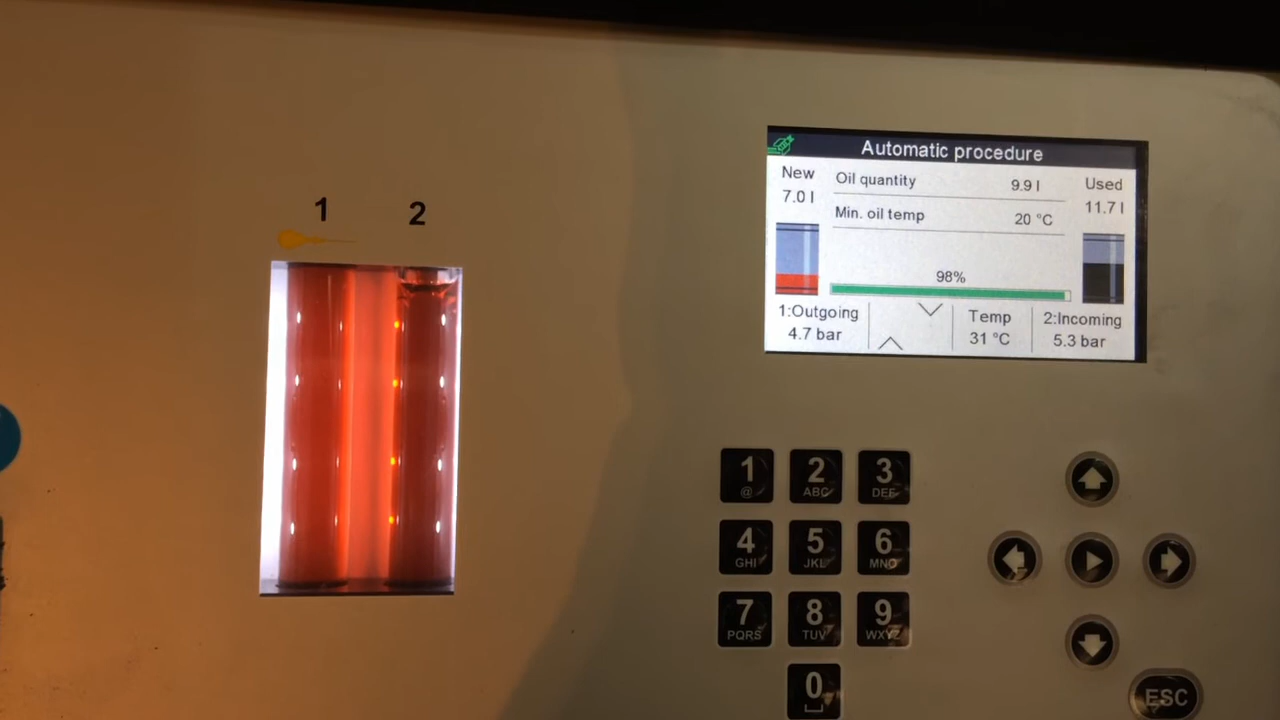 1 2
Automatic procedure
New
7.0 l
Oil quantity 9.9 l
Min. oil temp 20 °C
Used
11.7 l
98%
1:Outgoing
4.7 bar
Temp
31 °C
2:Incoming
5.3 bar
1 2 3
@ ABC DEF
4 5 6
GHI JKL MNO
7 8 9
PQRS TUV WXYZ
0
ESC